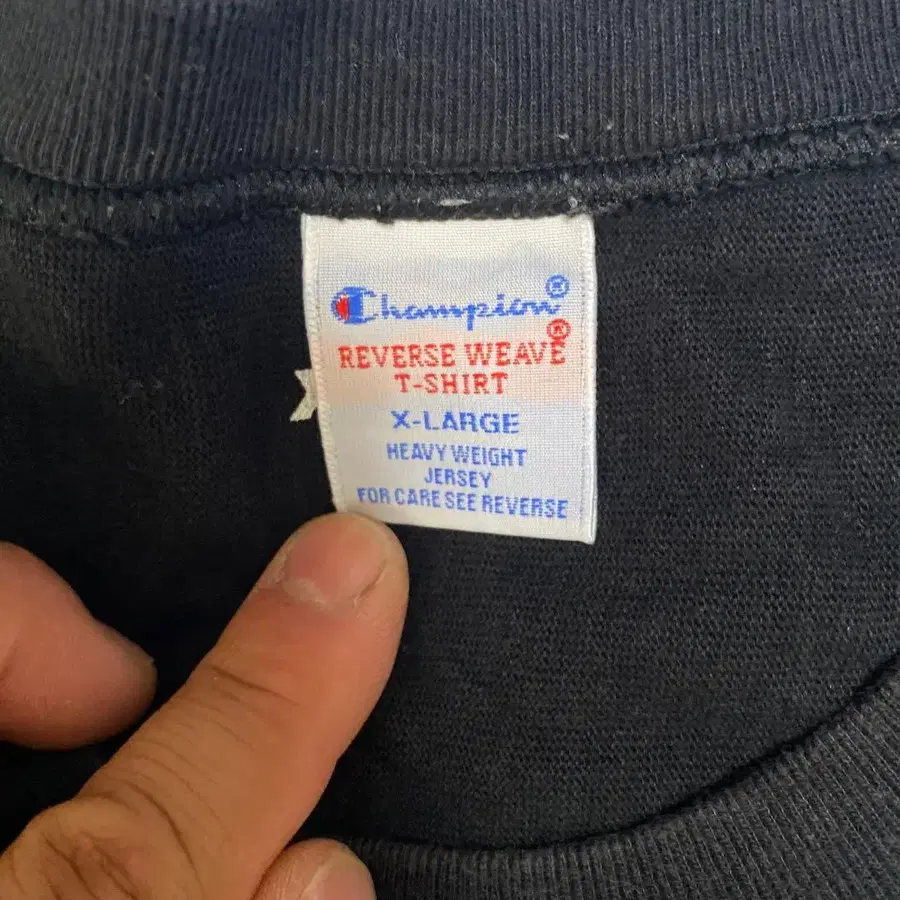 Champion®
REVERSE WEAVE®
T-SHIRT
X-LARGE
HEAVY WEIGHT
JERSEY
FOR CARE SEE REVERSE